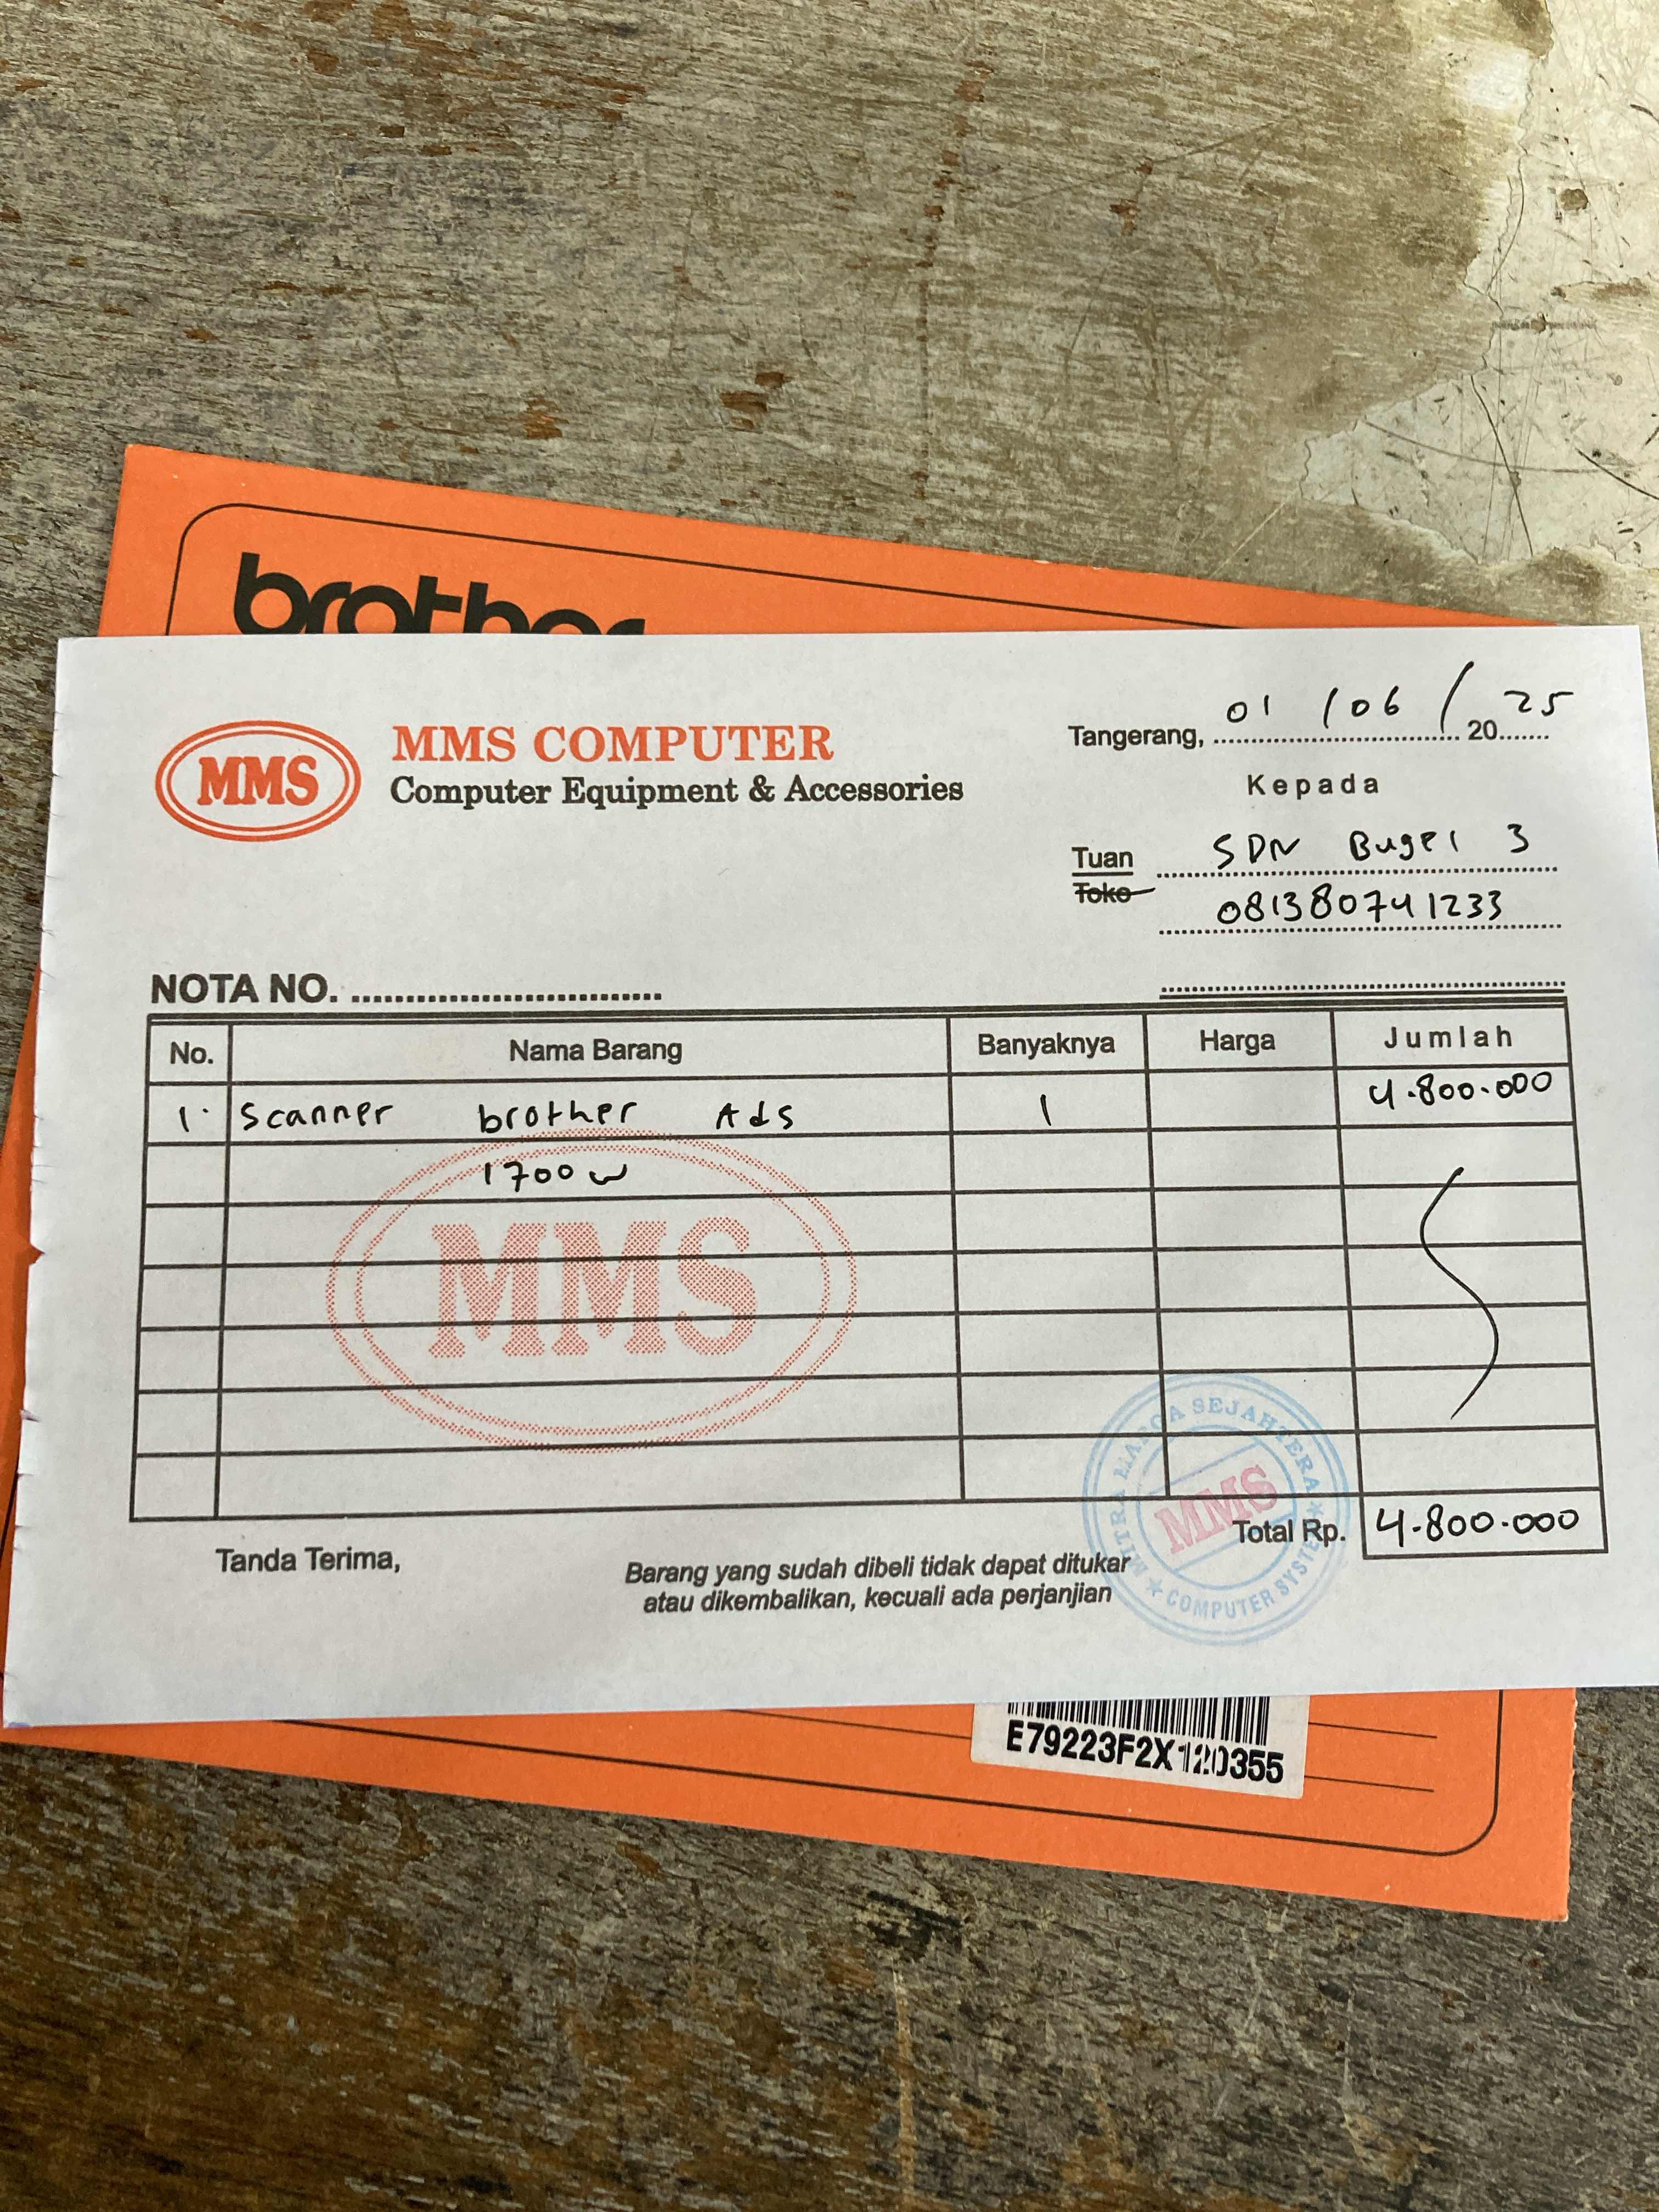 brother
MMS
MMS COMPUTER
Computer Equipment & Accessories
Tangerang, 01 / 06 / 20 25
Kepada
Tuan SDN Bugel 3
Toko 081380741233
NOTA NO.
No. Nama Barang Banyaknya Harga Jumlah
1. Scanner brother Ads 1 4.800.000
1700 w
MMS
MITRA MARGA SEJAHTERA
MMS
COMPUTER SYSTEM
Total Rp. 4.800.000
Tanda Terima,
Barang yang sudah dibeli tidak dapat ditukar
atau dikembalikan, kecuali ada perjanjian
E79223F2X120355